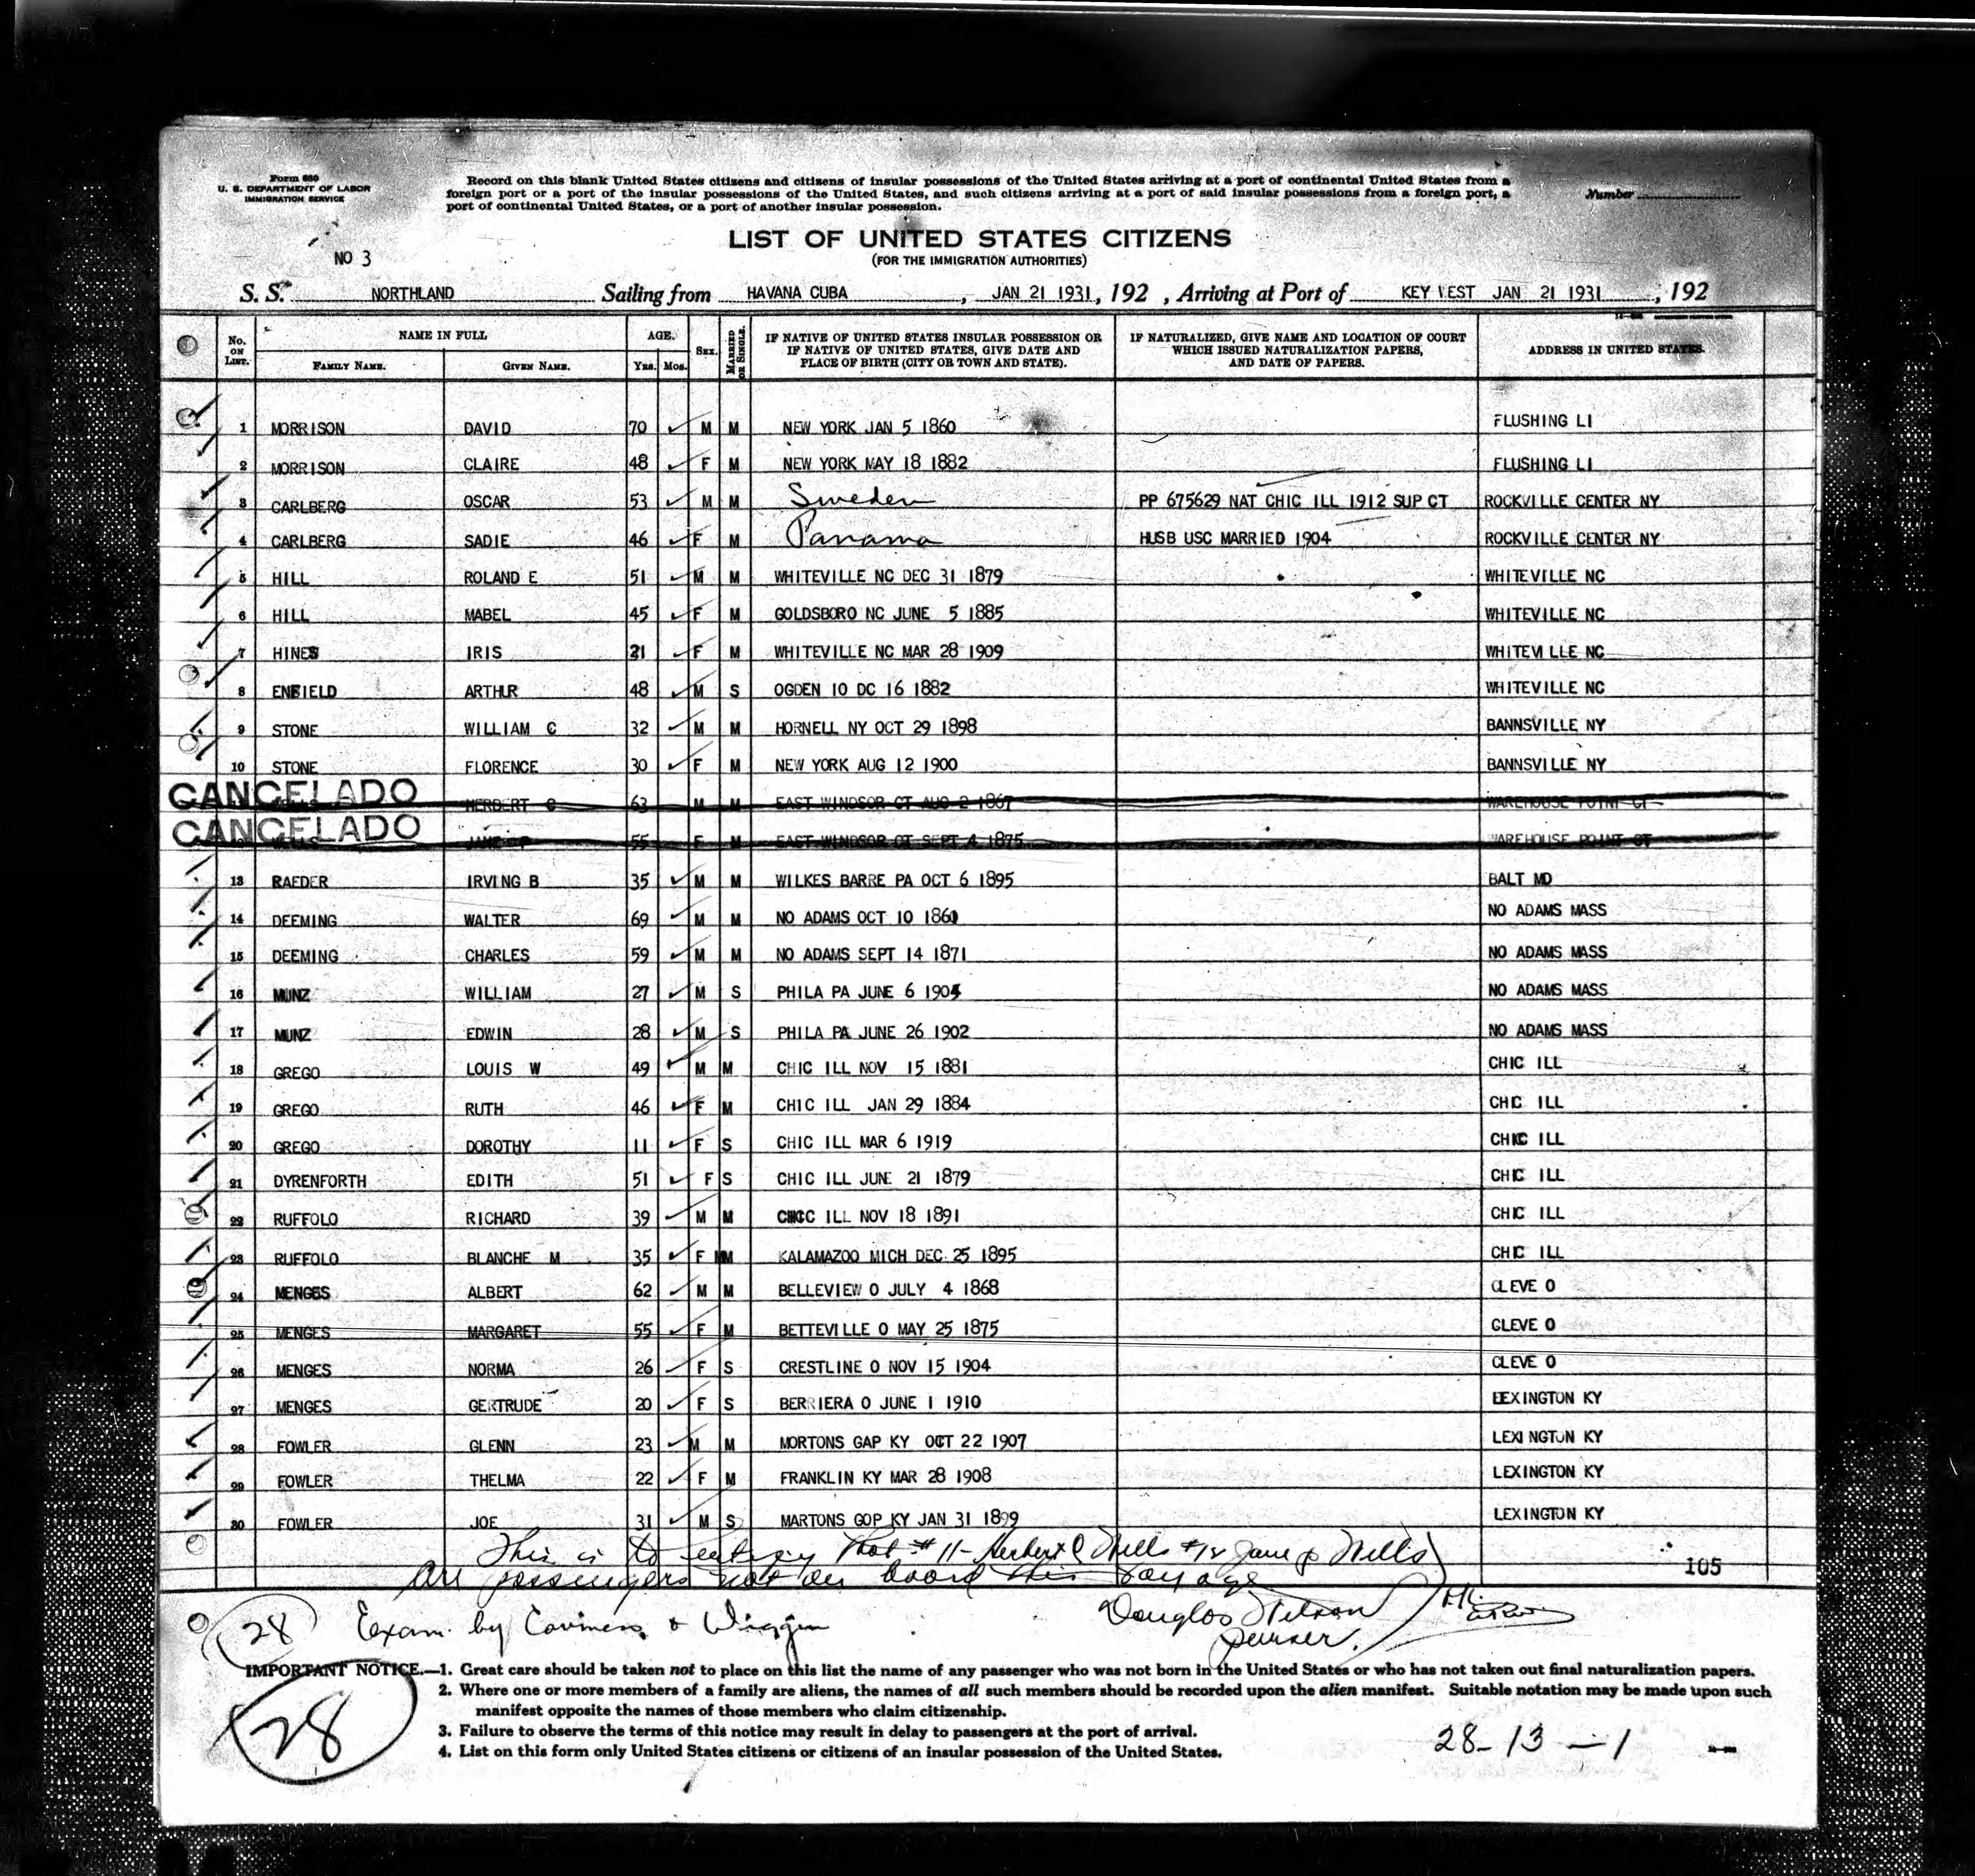 Form 630
U. S. DEPARTMENT OF LABOR
IMMIGRATION SERVICE
Record on this blank United States citizens and citizens of insular possessions of the United States arriving at a port of continental United States from a
foreign port or a port of the insular possessions of the United States, and such citizens arriving at a port of said insular possessions from a foreign port, a
port of continental United States, or a port of another insular possession.
Number
NO 3
LIST OF UNITED STATES CITIZENS
(FOR THE IMMIGRATION AUTHORITIES)
S. S. NORTHLAND Sailing from HAVANA CUBA, JAN 21 1931, 192 , Arriving at Port of KEY WEST JAN 21 1931, 192
No. ON LIST. NAME IN FULL FAMILY NAME. GIVEN NAME. AGE. YRS. MOS. SEX. MARRIED OR SINGLE. IF NATIVE OF UNITED STATES INSULAR POSSESSION OR IF NATIVE OF UNITED STATES, GIVE DATE AND PLACE OF BIRTH (CITY OR TOWN AND STATE). IF NATURALIZED, GIVE NAME AND LOCATION OF COURT WHICH ISSUED NATURALIZATION PAPERS, AND DATE OF PAPERS. ADDRESS IN UNITED STATES.
1 MORRISON DAVID 70 M M NEW YORK JAN 5 1860 FLUSHING LI
2 MORRISON CLAIRE 48 F M NEW YORK MAY 18 1882 FLUSHING LI
3 CARLBERG OSCAR 53 M M Sweden PP 675629 NAT CHIC ILL 1912 SUP CT ROCKVILLE CENTER NY
4 CARLBERG SADIE 46 F M Panama HUSB USC MARRIED 1904 ROCKVILLE CENTER NY
5 HILL ROLAND E 51 M M WHITEVILLE NC DEC 31 1879 WHITEVILLE NC
6 HILL MABEL 45 F M GOLDSBORO NC JUNE 5 1885 WHITEVILLE NC
7 HINES IRIS 21 F M WHITEVILLE NC MAR 28 1909 WHITEVILLE NC
8 ENFIELD ARTHUR 48 M S OGDEN IO DC 16 1882 WHITEVILLE NC
9 STONE WILLIAM C 32 M M HORNELL NY OCT 29 1898 BANNSVILLE NY
10 STONE FLORENCE 30 F M NEW YORK AUG 12 1900 BANNSVILLE NY
CANCELADO HERBERT C 63 M M EAST WINDSOR CT AUG 2 1867 WAREHOUSE POINT CT
CANCELADO WELLS JANE P 55 F M EAST WINDSOR CT SEPT 4 1875 WAREHOUSE POINT CT
13 RAEDER IRVING B 35 M M WILKES BARRE PA OCT 6 1895 BALT MD
14 DEEMING WALTER 69 M M NO ADAMS OCT 10 1861 NO ADAMS MASS
15 DEEMING CHARLES 59 M M NO ADAMS SEPT 14 1871 NO ADAMS MASS
16 MUNZ WILLIAM 27 M S PHILA PA JUNE 6 1904 NO ADAMS MASS
17 MUNZ EDWIN 28 M S PHILA PA JUNE 26 1902 NO ADAMS MASS
18 GREGO LOUIS W 49 M M CHIC ILL NOV 15 1881 CHIC ILL
19 GREGO RUTH 46 F M CHIC ILL JAN 29 1884 CHIC ILL
20 GREGO DOROTHY 11 F S CHIC ILL MAR 6 1919 CHIC ILL
21 DYRENFORTH EDITH 51 F S CHIC ILL JUNE 21 1879 CHIC ILL
22 RUFFOLO RICHARD 39 M M CHIC ILL NOV 18 1891 CHIC ILL
23 RUFFOLO BLANCHE M 35 F M KALAMAZOO MICH DEC 25 1895 CHIC ILL
24 MENGES ALBERT 62 M M BELLEVIEW O JULY 4 1868 CLEVE O
25 MENGES MARGARET 55 F M BETTEVILLE O MAY 25 1875 CLEVE O
26 MENGES NORMA 26 F S CRESTLINE O NOV 15 1904 CLEVE O
27 MENGES GERTRUDE 20 F S BERRIERA O JUNE 1 1910 LEXINGTON KY
28 FOWLER GLENN 23 M M MORTONS GAP KY OCT 22 1907 LEXINGTON KY
29 FOWLER THELMA 22 F M FRANKLIN KY MAR 28 1908 LEXINGTON KY
30 FOWLER JOE 31 M S MARTONS GOP KY JAN 31 1899 LEXINGTON KY
This is to certify that #11- Herbert C Wells #12 Jane P Wells
are passengers not on board this voyage
105
Douglas Wilson
purser.
28 Exam. by &
IMPORTANT NOTICE.—1. Great care should be taken not to place on this list the name of any passenger who was not born in the United States or who has not taken out final naturalization papers.
2. Where one or more members of a family are aliens, the names of all such members should be recorded upon the alien manifest. Suitable notation may be made upon such
manifest opposite the names of those members who claim citizenship.
3. Failure to observe the terms of this notice may result in delay to passengers at the port of arrival.
4. List on this form only United States citizens or citizens of an insular possession of the United States.
28
28-13-1